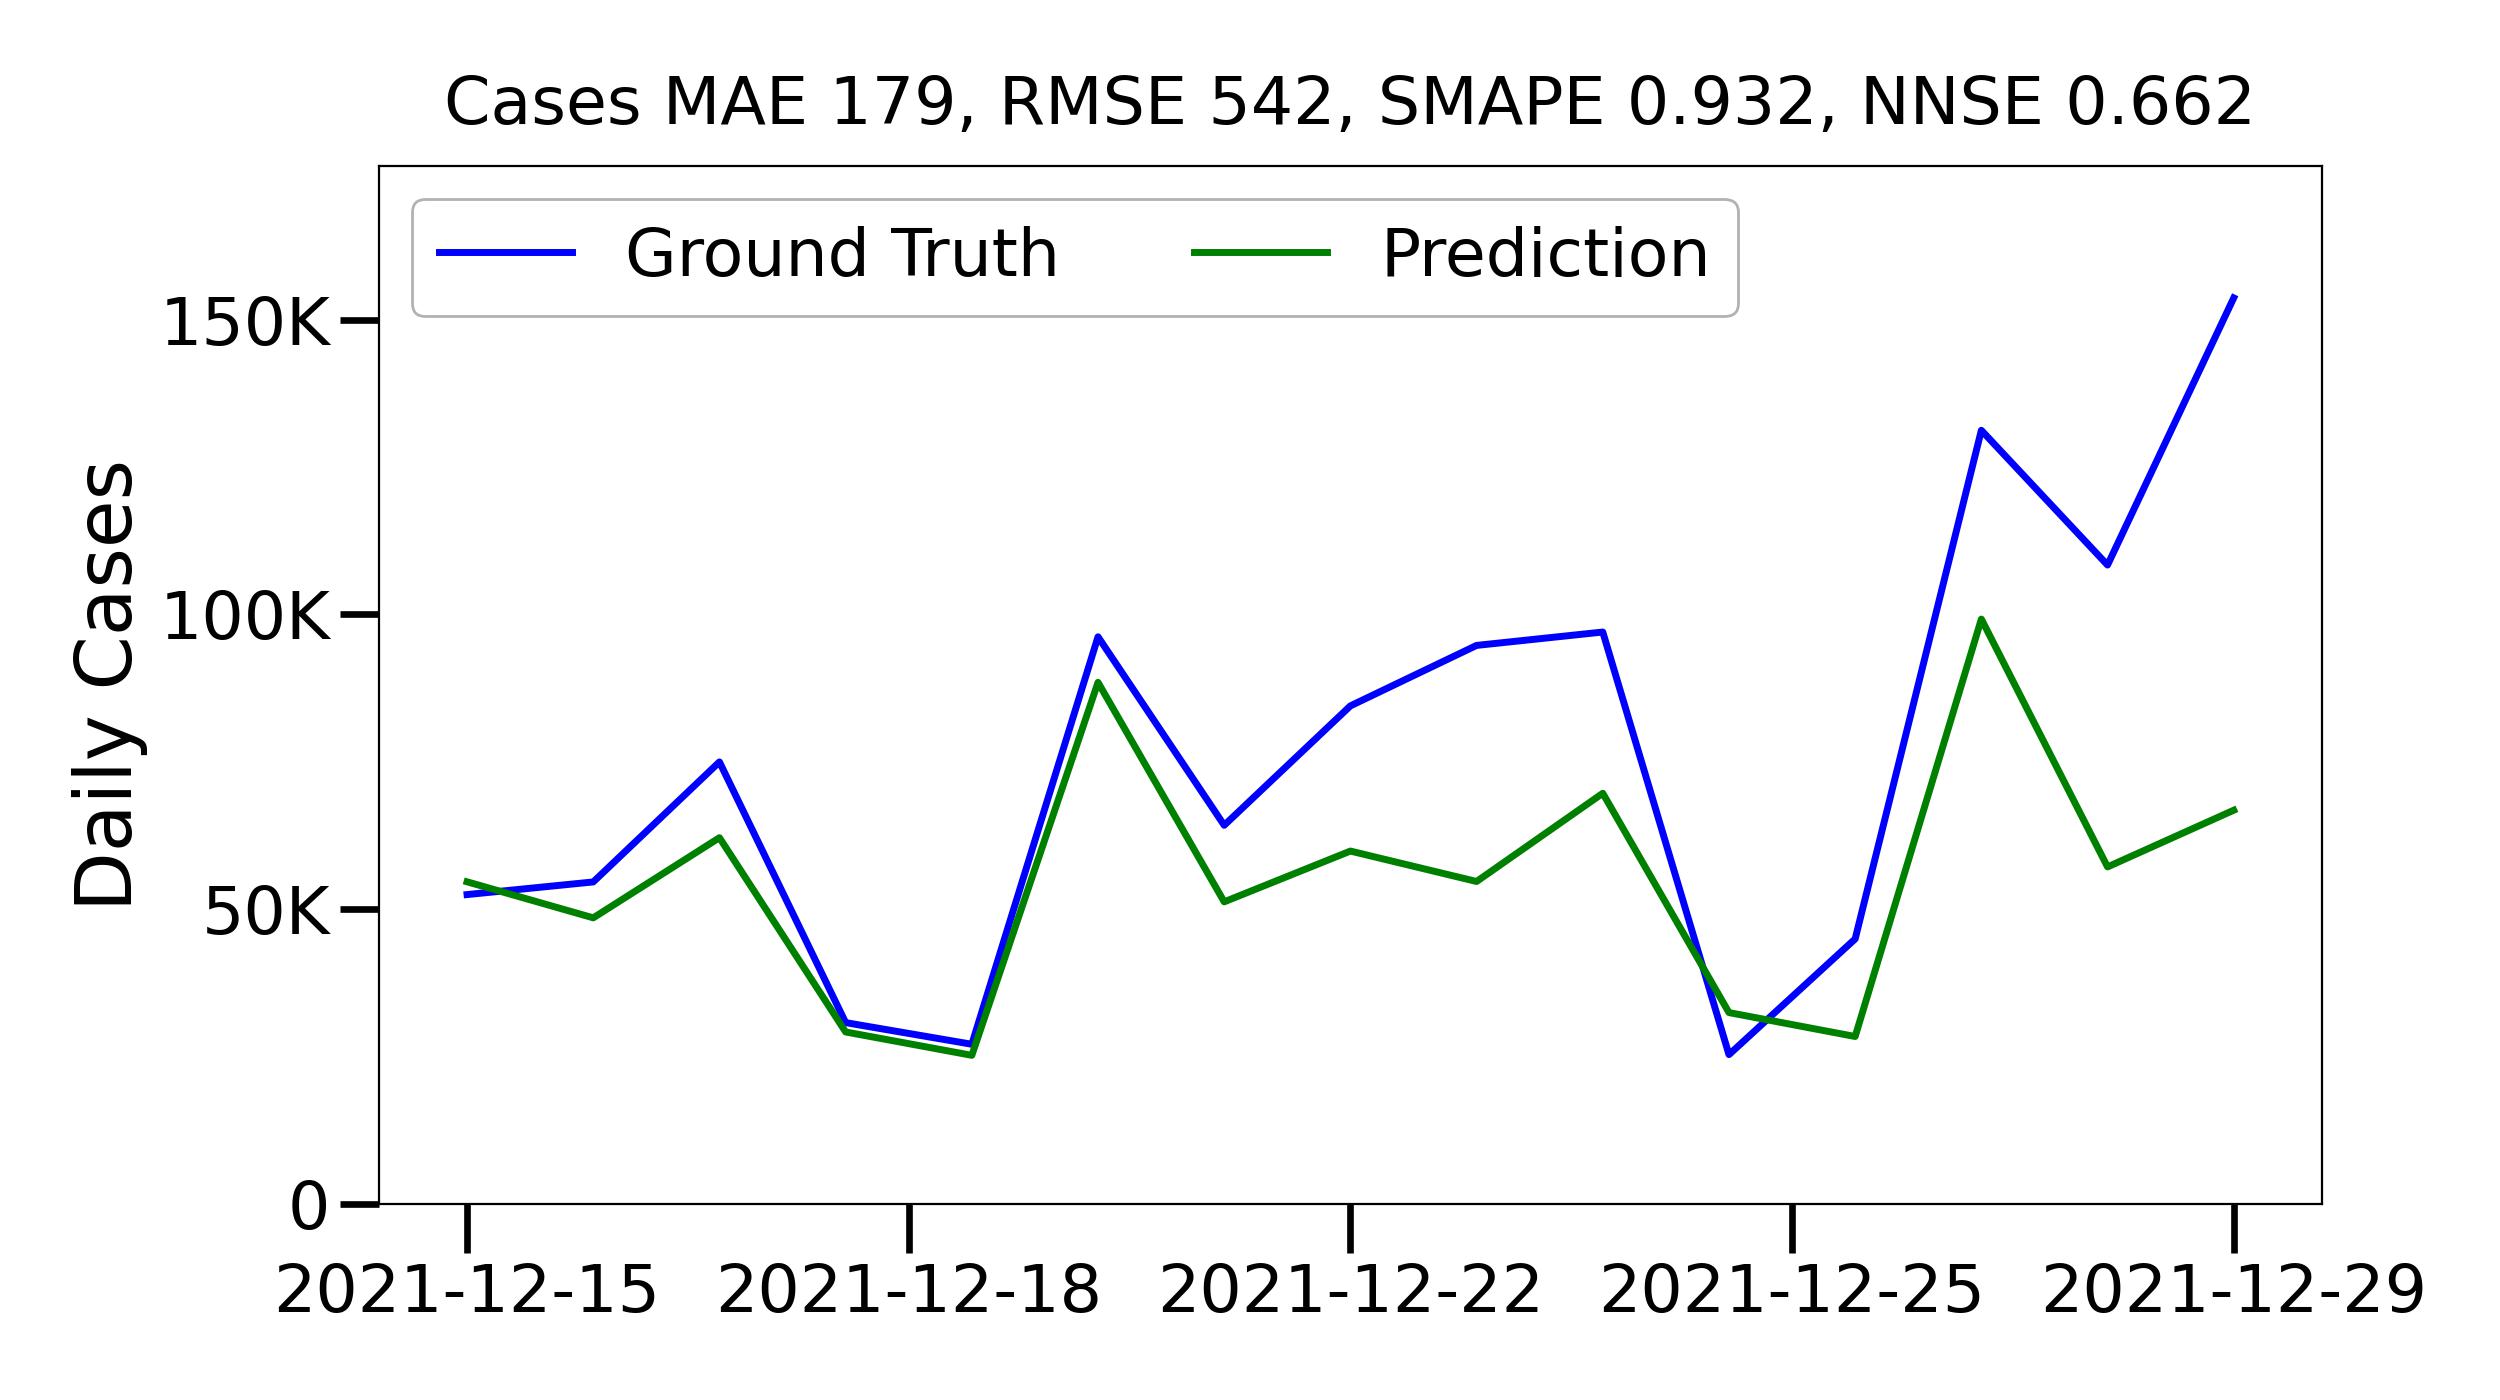 Cases MAE 179, RMSE 542, SMAPE 0.932, NNSE 0.662
Ground Truth Prediction
150K
100K
50K
0
Daily Cases
2021-12-15 2021-12-18 2021-12-22 2021-12-25 2021-12-29